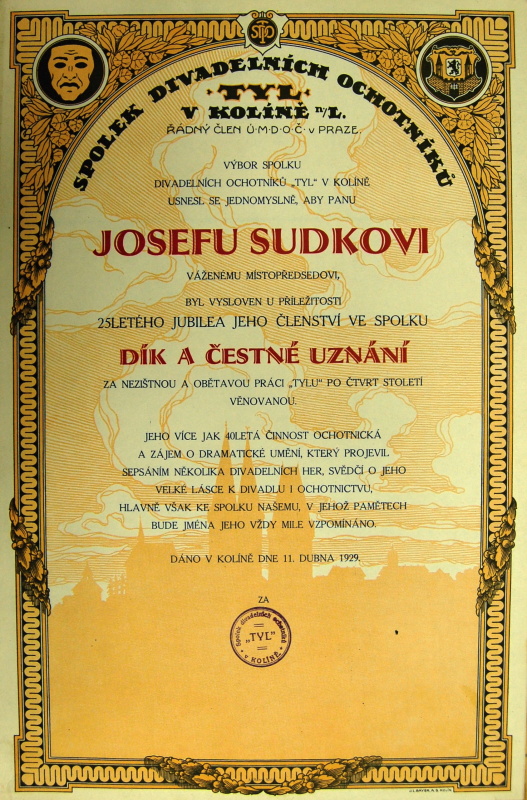 SDO
SPOLEK DIVADELNÍCH OCHOTNÍKŮ
"TYL"
V KOLÍNĚ n/L.
ŘÁDNÝ ČLEN Ú·M·D·O·Č·V PRAZE.
VÝBOR SPOLKU
DIVADELNÍCH OCHOTNÍKŮ „TYL" V KOLÍNĚ
USNESL SE JEDNOMYSLNĚ, ABY PANU
JOSEFU SUDKOVI
VÁŽENÉMU MÍSTOPŘEDSEDOVI,
BYL VYSLOVEN U PŘÍLEŽITOSTI
25LETÉHO JUBILEA JEHO ČLENSTVÍ VE SPOLKU
DÍK A ČESTNÉ UZNÁNÍ
ZA NEZIŠTNOU A OBĚTAVOU PRÁCI „TYLU" PO ČTVRT STOLETÍ
VĚNOVANOU.
JEHO VÍCE JAK 40LETÁ ČINNOST OCHOTNICKÁ
A ZÁJEM O DRAMATICKÉ UMĚNÍ, KTERÝ PROJEVIL
SEPSÁNÍM NĚKOLIKA DIVADELNÍCH HER, SVĚDČÍ O JEHO
VELKÉ LÁSCE K DIVADLU I OCHOTNICTVU,
HLAVNĚ VŠAK KE SPOLKU NAŠEMU, V JEHOŽ PAMĚTECH
BUDE JMÉNA JEHO VŽDY MILE VZPOMÍNÁNO.
DÁNO V KOLÍNĚ DNE 11. DUBNA 1929.
ZA
Spolek divadelních ochotníků
"TYL"
v KOLÍNĚ